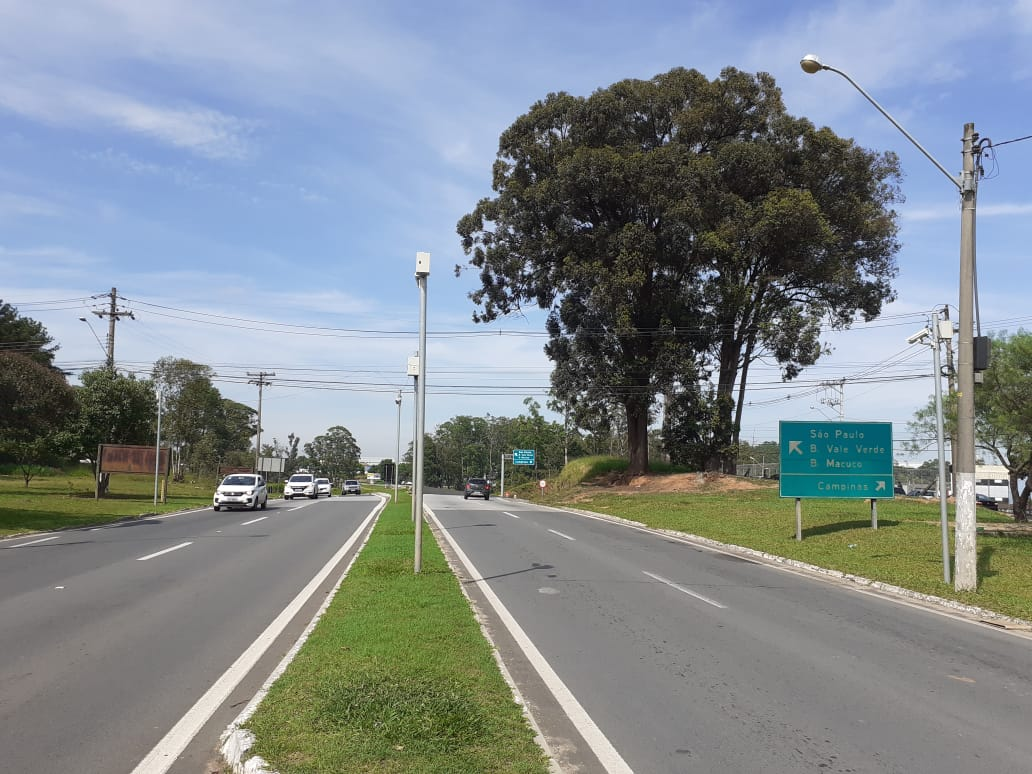 São Paulo
B. Vale Verde
B. Macuco
Campinas